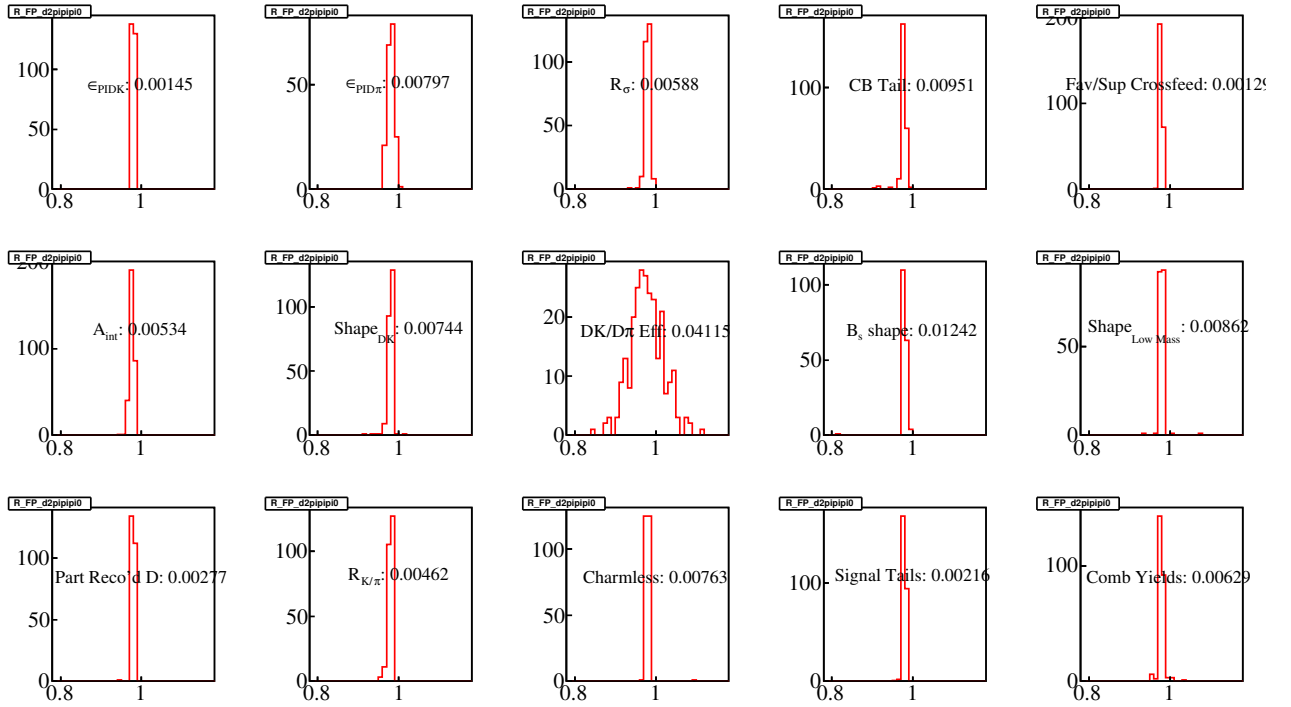 R_FP_d2pipipi0 R_FP_d2pipipi0 R_FP_d2pipipi0 R_FP_d2pipipi0 R_FP_d2pipipi0
200
100 100 100
50 50 50 100
∈PIDK: 0.00145 ∈PIDπ: 0.00797 Rσ: 0.00588 CB Tail: 0.00951 Fav/Sup Crossfeed: 0.00129
0 0 0 0 0
0.8 1 0.8 1 0.8 1 0.8 1 0.8 1
R_FP_d2pipipi0 R_FP_d2pipipi0 R_FP_d2pipipi0 R_FP_d2pipipi0 R_FP_d2pipipi0
200 100 20 100
Aint: 0.00534 ShapeDK: 0.00744 DK/Dπ Eff: 0.04115 Bs shape: 0.01242 ShapeLow Mass: 0.00862
100 50 10 50 50
0 0 0 0 0
0.8 1 0.8 1 0.8 1 0.8 1 0.8 1
R_FP_d2pipipi0 R_FP_d2pipipi0 R_FP_d2pipipi0 R_FP_d2pipipi0 R_FP_d2pipipi0
100 100 100 100 100
Part Reco'd D: 0.00277 RK/π: 0.00462 Charmless: 0.00763 Signal Tails: 0.00216 Comb Yields: 0.00629
50 50 50
0 0 0 0 0
0.8 1 0.8 1 0.8 1 0.8 1 0.8 1